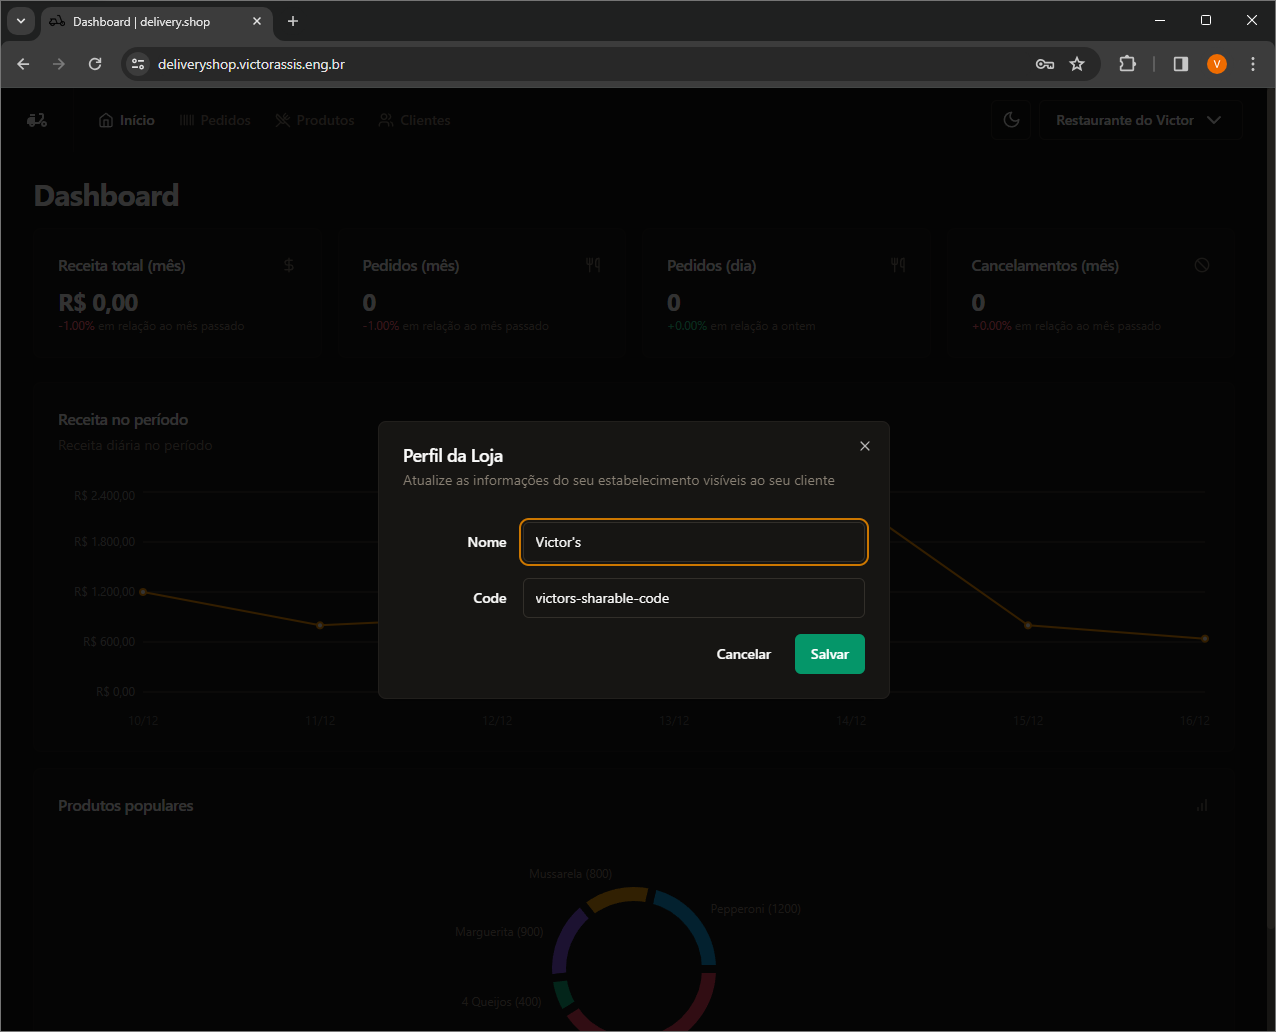 Dashboard | delivery.shop
deliveryshop.victorassis.eng.br
V
Início Pedidos Produtos Clientes
Restaurante do Victor
Dashboard
Receita total (mês) $
R$ 0,00
-1.00% em relação ao mês passado
Pedidos (mês)
0
-1.00% em relação ao mês passado
Pedidos (dia)
0
+0.00% em relação a ontem
Cancelamentos (mês)
0
+0.00% em relação ao mês passado
Receita no período
Receita diária no período
R$ 2.400,00
R$ 1.800,00
R$ 1.200,00
R$ 600,00
R$ 0,00
10/12 11/12 12/12 13/12 14/12 15/12 16/12
Perfil da Loja
Atualize as informações do seu estabelecimento visíveis ao seu cliente
Nome Victor's
Code victors-sharable-code
Cancelar Salvar
Produtos populares
Mussarela (800)
Pepperoni (1200)
Marguerita (900)
4 Queijos (400)